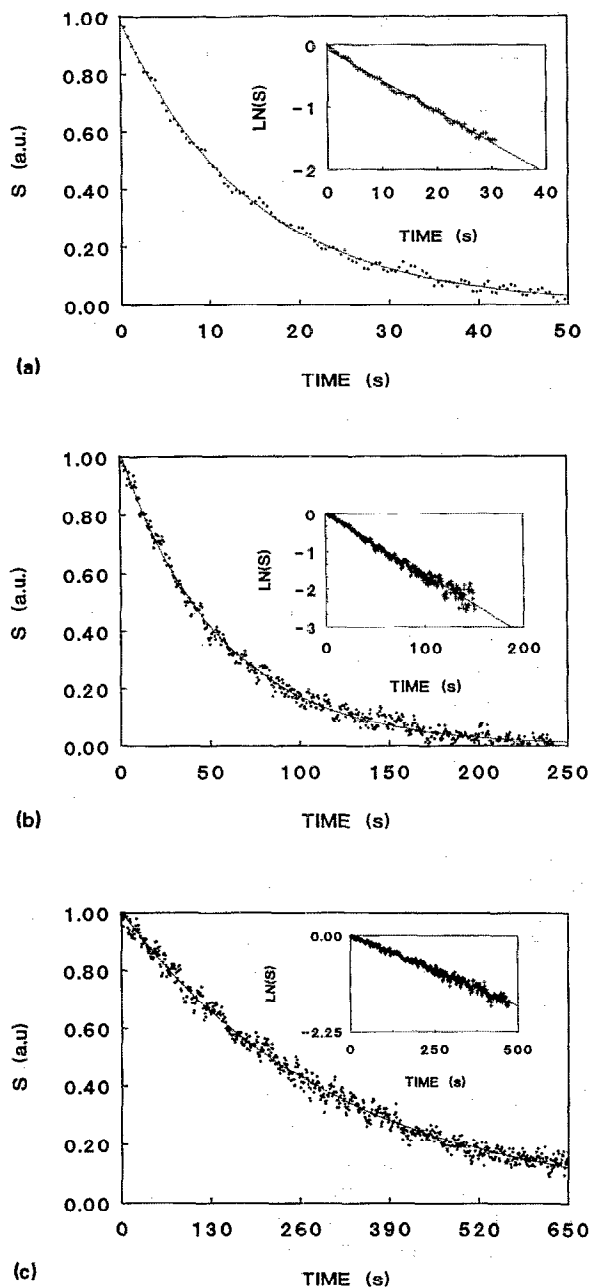 1.00
0.80
0.60
0.40
0.20
0.00
S (a.u.)
0
-1
-2
LN(S)
0 10 20 30 40
TIME (s)
0 10 20 30 40 50
(a)
TIME (s)
1.00
0.80
0.60
0.40
0.20
0.00
S (a.u.)
0
-1
-2
-3
LN(S)
0 100 200
TIME (s)
0 50 100 150 200 250
(b)
TIME (s)
1.00
0.80
0.60
0.40
0.20
0.00
S (a.u)
0.00
-2.25
LN(S)
0 250 500
TIME (s)
0 130 260 390 520 650
(c)
TIME (s)